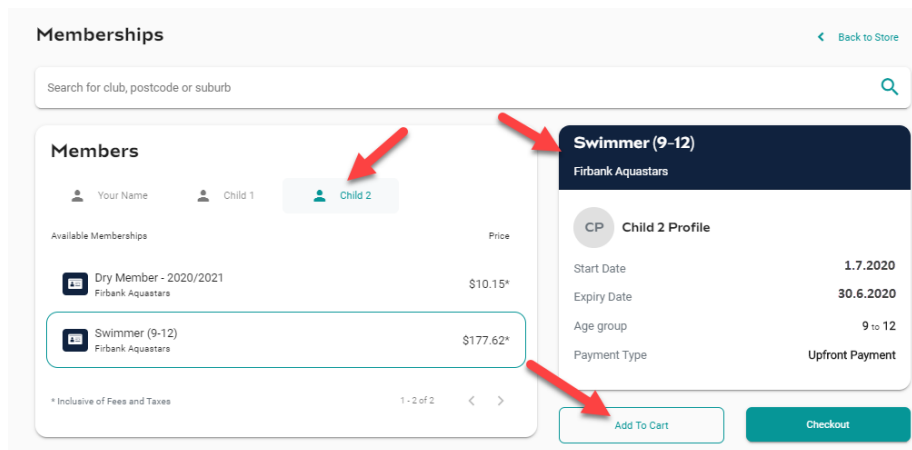 Memberships
Back to Store
Search for club, postcode or suburb
Members
Your Name
Child 1
Child 2
Available Memberships
Price
Dry Member - 2020/2021
Firbank Aquastars
$10.15*
Swimmer (9-12)
Firbank Aquastars
$177.62*
* Inclusive of Fees and Taxes
1 - 2 of 2
Swimmer (9-12)
Firbank Aquastars
CP
Child 2 Profile
Start Date
1.7.2020
Expiry Date
30.6.2020
Age group
9 to 12
Payment Type
Upfront Payment
Add To Cart
Checkout